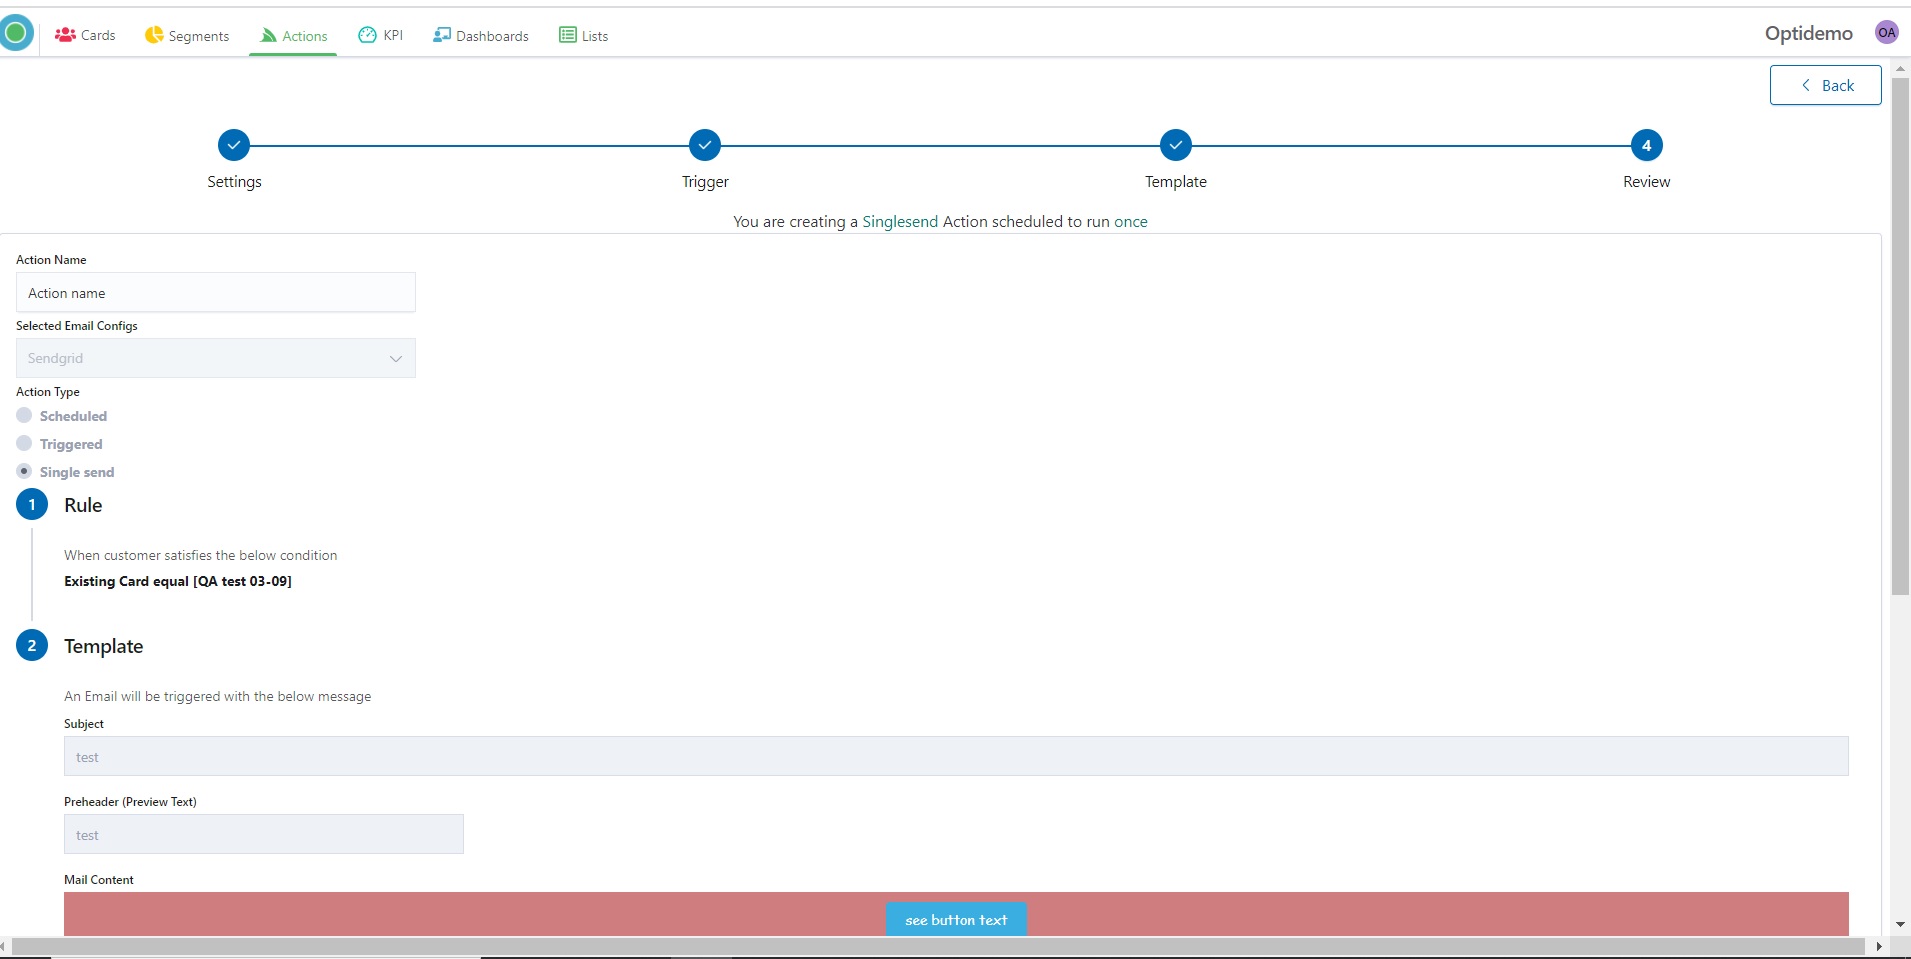 Cards Segments Actions KPI Dashboards Lists Optidemo OA
Back
4
Settings Trigger Template Review
You are creating a Singlesend Action scheduled to run once
Action Name
Action name
Selected Email Configs
Sendgrid
Action Type
Scheduled
Triggered
Single send
1 Rule
When customer satisfies the below condition
Existing Card equal [QA test 03-09]
2 Template
An Email will be triggered with the below message
Subject
test
Preheader (Preview Text)
test
Mail Content
see button text